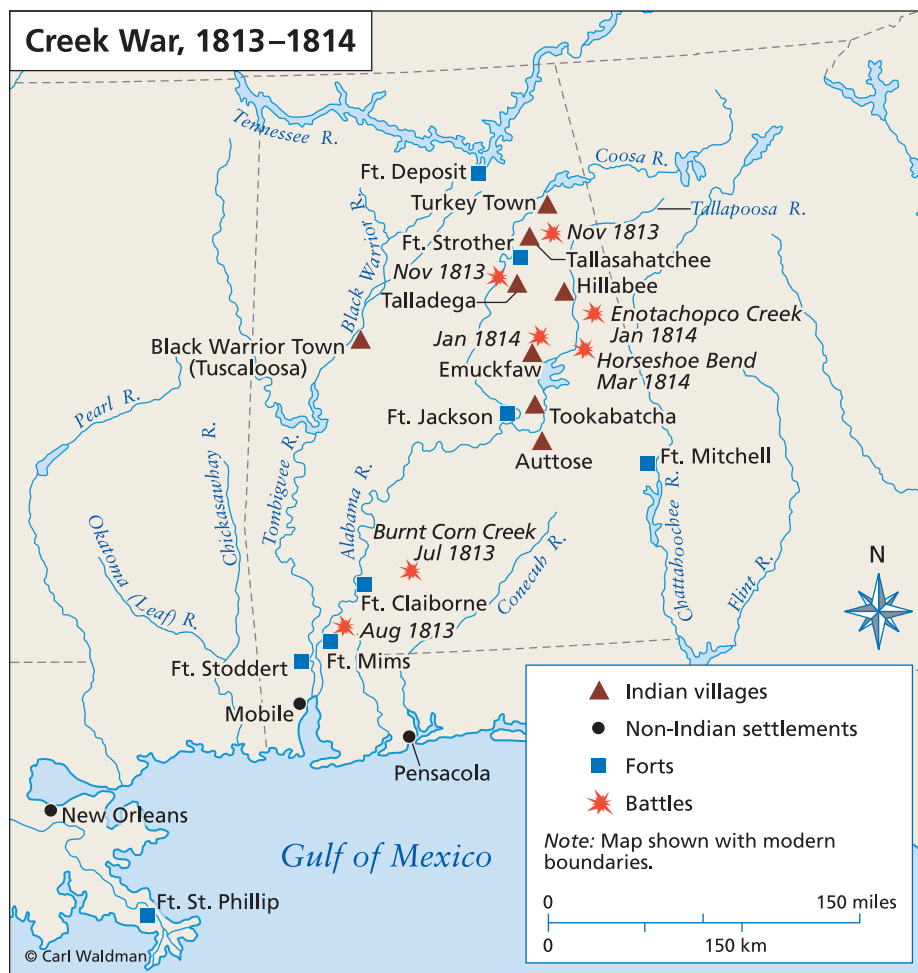 Creek War, 1813–1814
Tennessee R.
Ft. Deposit
Coosa R.
Turkey Town
Tallapoosa R.
Black Warrior R.
Ft. Strother
Nov 1813
Tallasahatchee
Nov 1813
Talladega
Hillabee
Enotachopco Creek
Jan 1814
Jan 1814
Black Warrior Town
(Tuscaloosa)
Emuckfaw
Horseshoe Bend
Mar 1814
Pearl R.
Ft. Jackson
Tookabatcha
Auttose
Ft. Mitchell
Chickasawhay R.
Tombigvee R.
Alabama R.
Okatoma (Leaf) R.
Burnt Corn Creek
Jul 1813
Conecuh R.
Chattahoochee R.
Flint R.
N
Ft. Claiborne
Aug 1813
Ft. Mims
Ft. Stoddert
Mobile
Pensacola
New Orleans
Gulf of Mexico
Ft. St. Phillip
Indian villages
Non-Indian settlements
Forts
Battles
Note: Map shown with modern
boundaries.
0 150 miles
0 150 km
© Carl Waldman